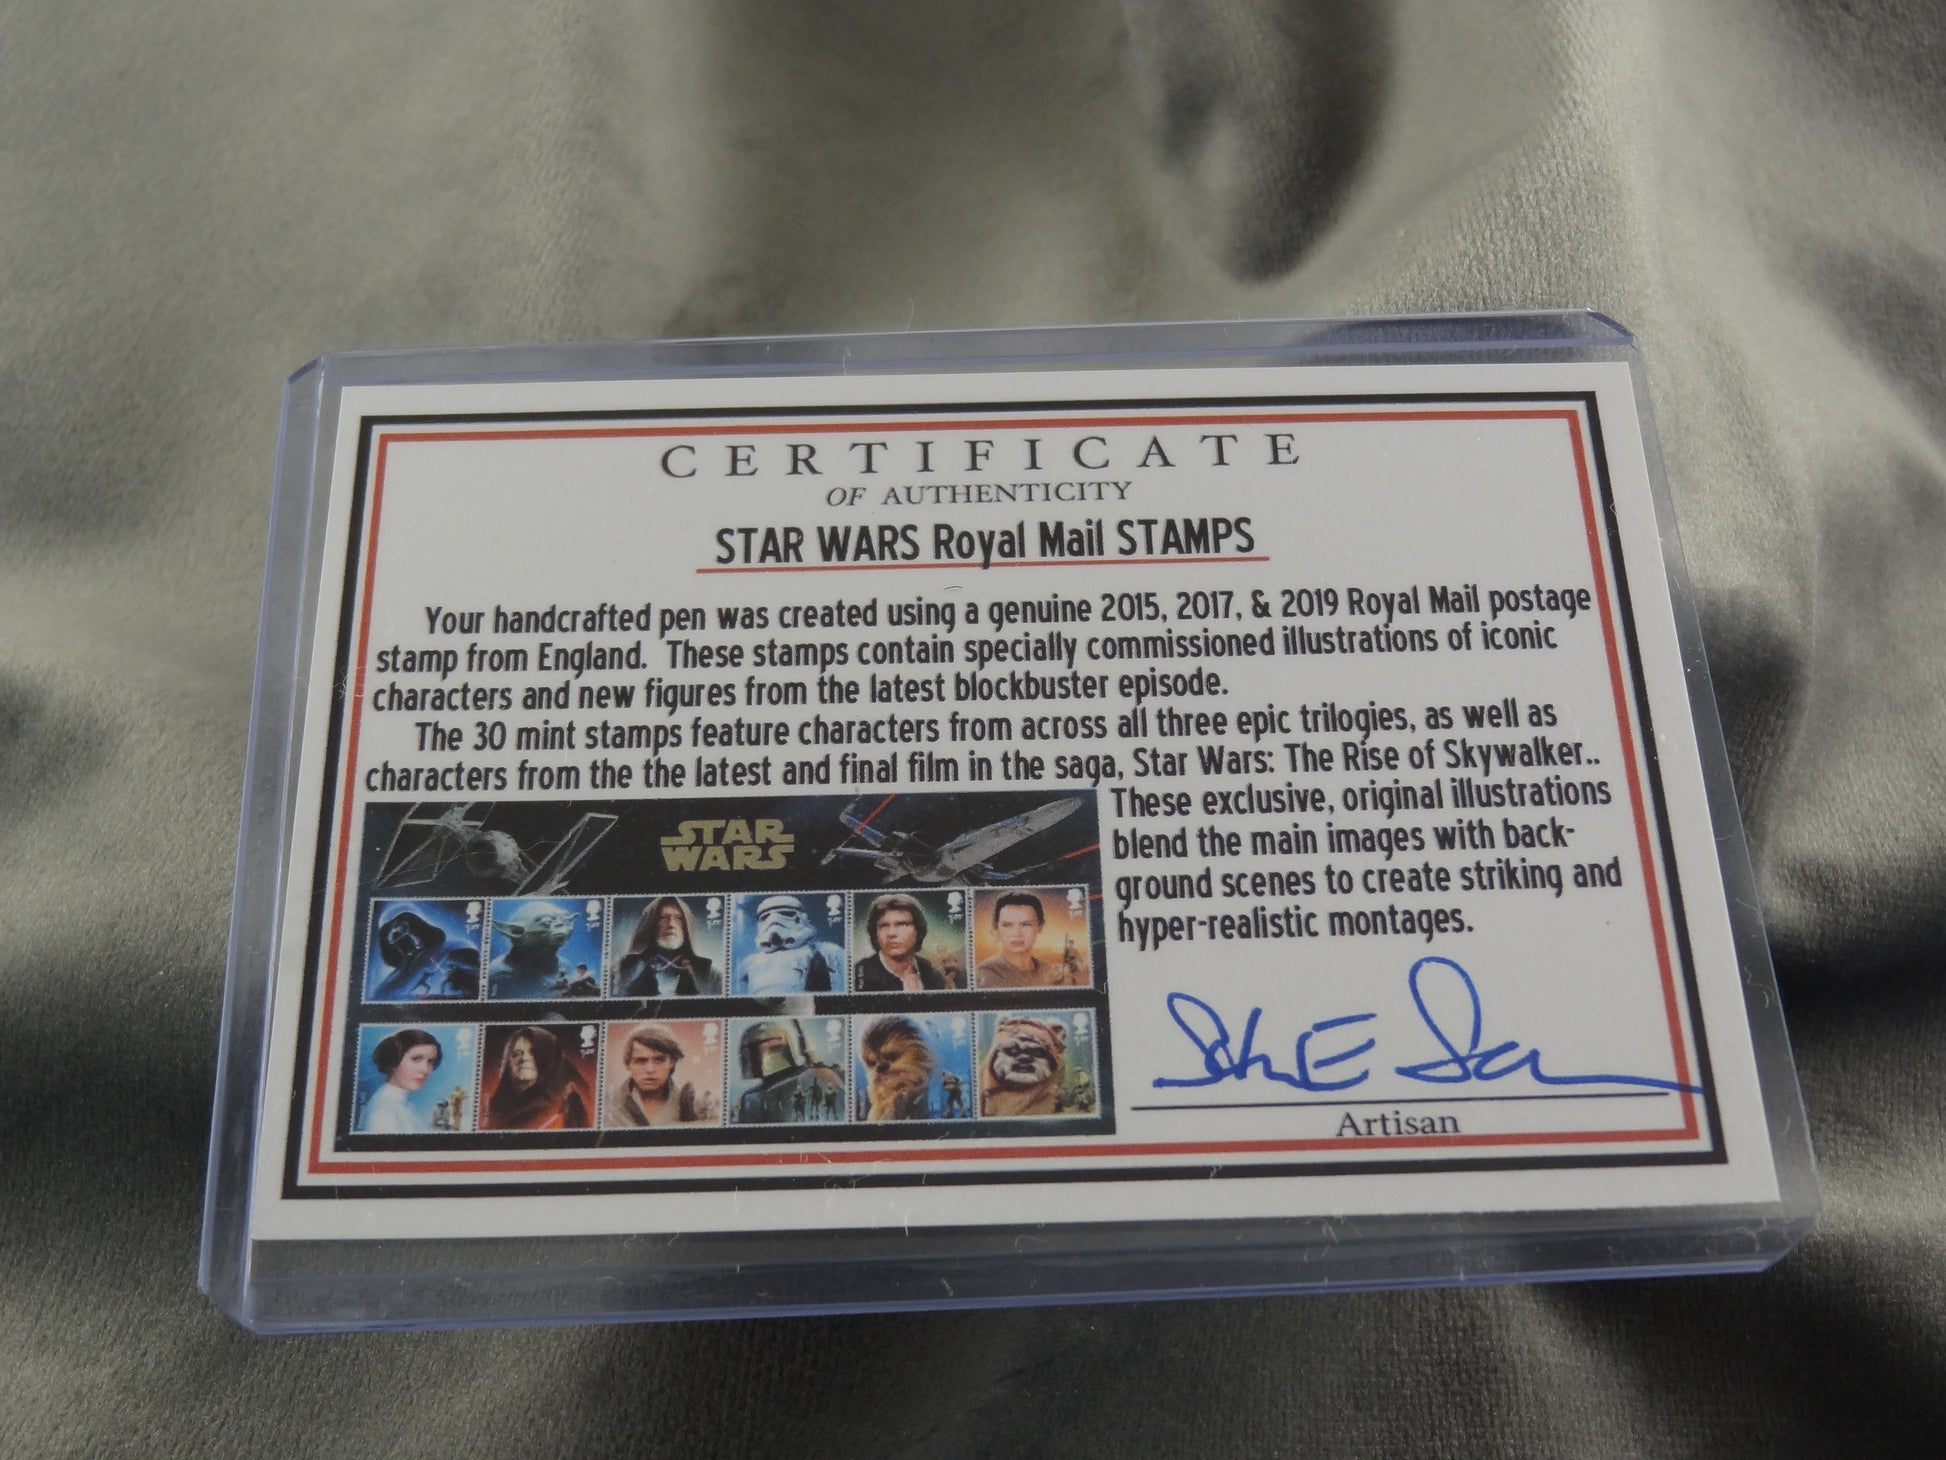 CERTIFICATE
OF AUTHENTICITY
STAR WARS Royal Mail STAMPS
Your handcrafted pen was created using a genuine 2015, 2017, & 2019 Royal Mail postage
stamp from England. These stamps contain specially commissioned illustrations of iconic
characters and new figures from the latest blockbuster episode.
The 30 mint stamps feature characters from across all three epic trilogies, as well as
characters from the the latest and final film in the saga, Star Wars: The Rise of Skywalker..
These exclusive, original illustrations
blend the main images with back-
ground scenes to create striking and
hyper-realistic montages.
STAR
WARS
Artisan